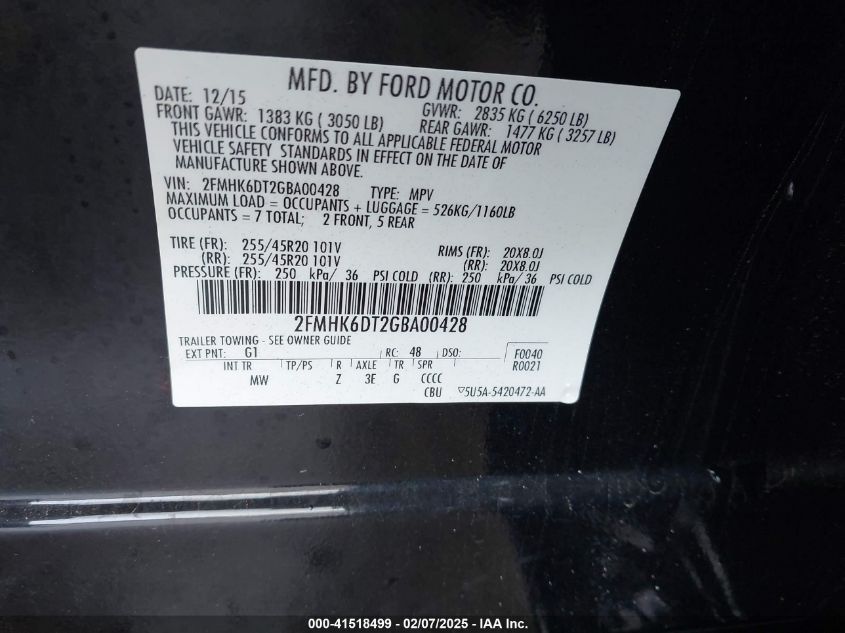 MFD. BY FORD MOTOR CO.
DATE: 12/15 GVWR: 2835 KG ( 6250 LB)
FRONT GAWR: 1383 KG ( 3050 LB) REAR GAWR: 1477 KG ( 3257 LB)
THIS VEHICLE CONFORMS TO ALL APPLICABLE FEDERAL MOTOR
VEHICLE SAFETY STANDARDS IN EFFECT ON THE DATE OF
MANUFACTURE SHOWN ABOVE.
VIN: 2FMHK6DT2GBA00428 TYPE: MPV
MAXIMUM LOAD = OCCUPANTS + LUGGAGE = 526KG/1160LB
OCCUPANTS = 7 TOTAL; 2 FRONT, 5 REAR
TIRE (FR): 255/45R20 101V RIMS (FR): 20X8.0J
(RR): 255/45R20 101V (RR): 20X8.0J
PRESSURE (FR): 250 kPa/ 36 PSI COLD (RR): 250 kPa/ 36 PSI COLD
2FMHK6DT2GBA00428
TRAILER TOWING - SEE OWNER GUIDE
EXT PNT: G1 RC: 48 DSO: F0040
INT TR TP/PS R AXLE TR SPR R0021
MW Z 3E G CCCC
CBU ▽5U5A-5420472-AA
000-41518499 - 02/07/2025 - WWW.IAAI.COM